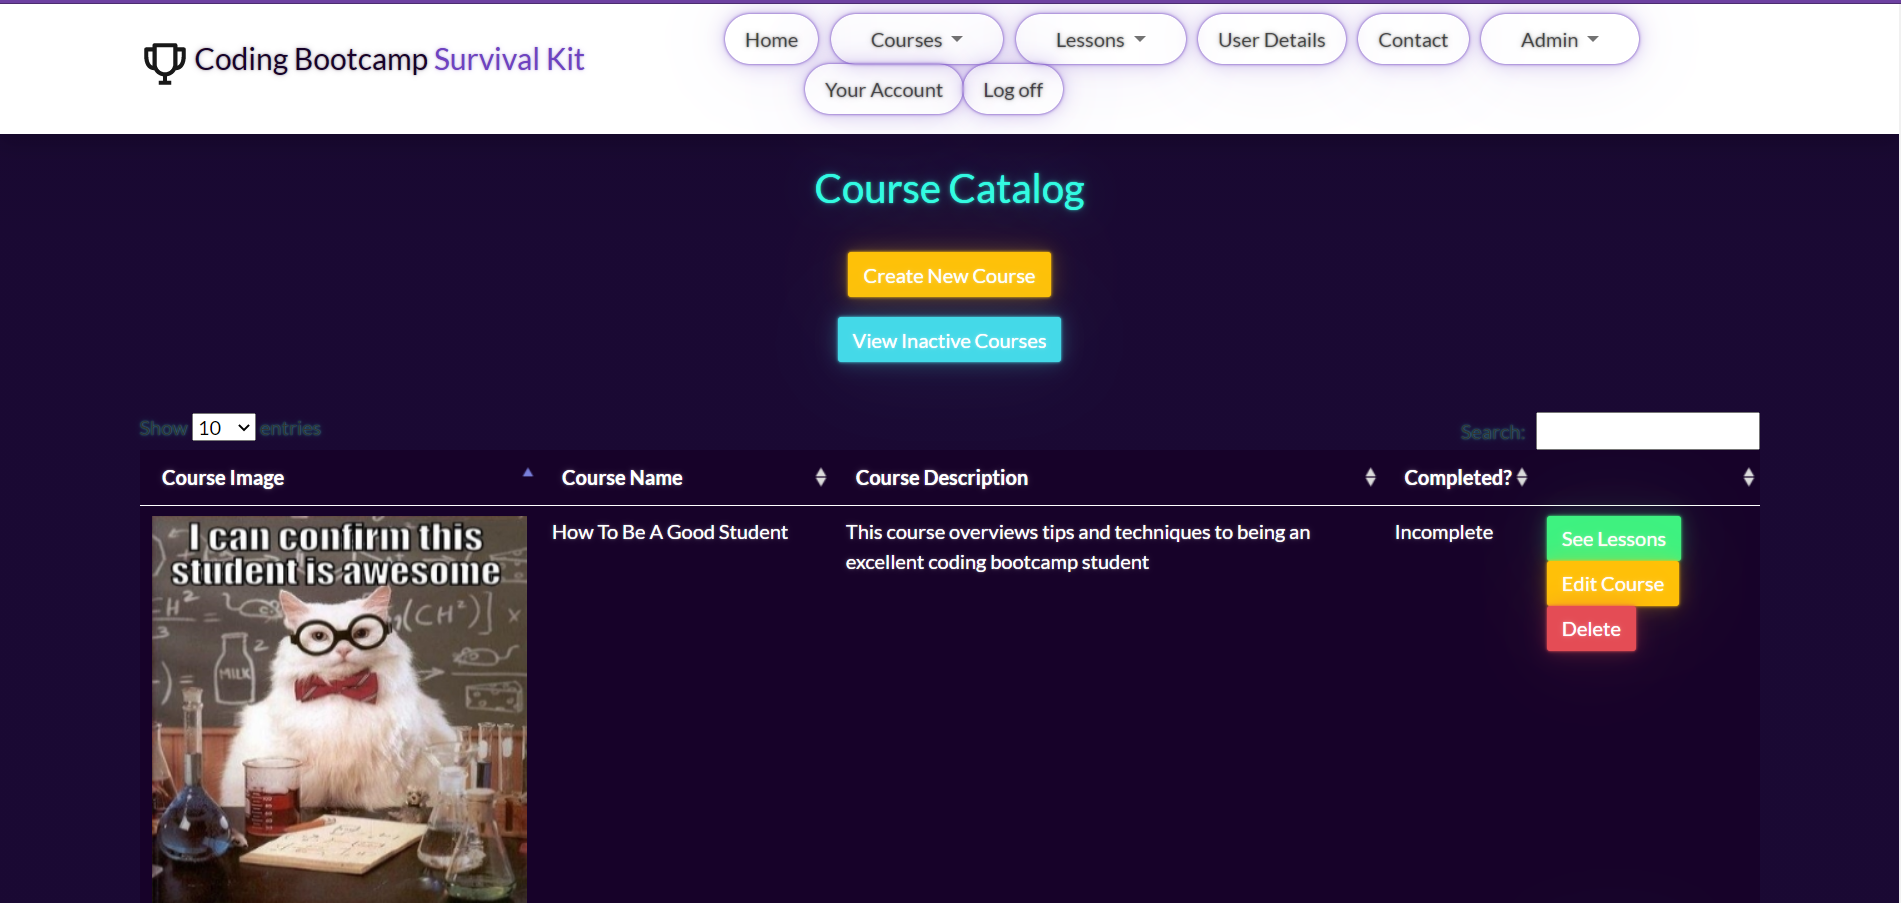 Coding Bootcamp Survival Kit
Home Courses Lessons User Details Contact Admin
Your Account Log off
Course Catalog
Create New Course
View Inactive Courses
Show 10 entries
Search:
Course Image Course Name Course Description Completed?
I can confirm this
student is awesome
MILK
How To Be A Good Student
This course overviews tips and techniques to being an
excellent coding bootcamp student
Incomplete
See Lessons
Edit Course
Delete